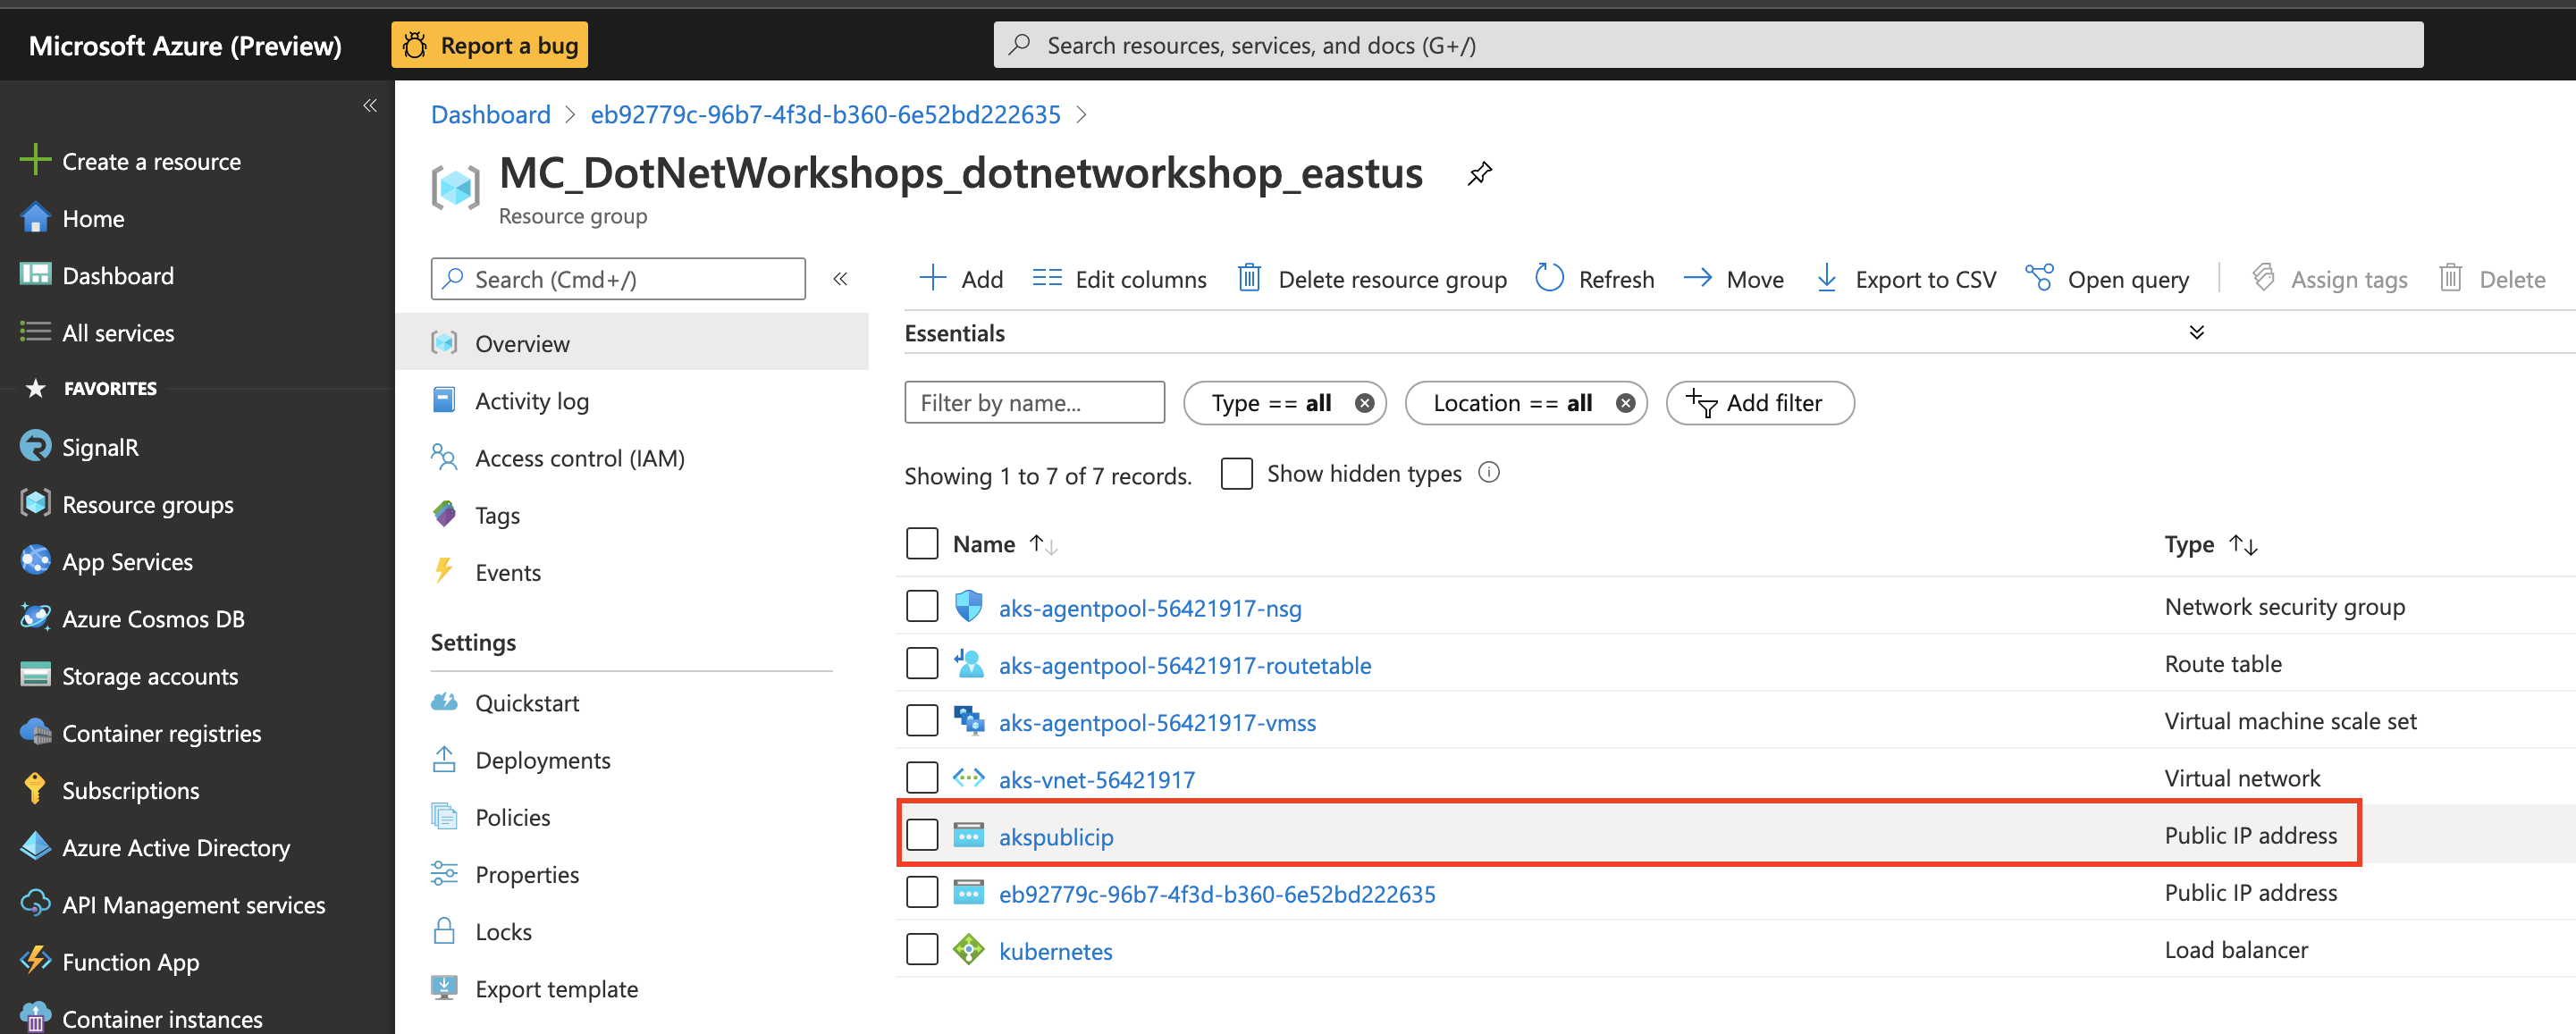 Microsoft Azure (Preview)
Report a bug
Search resources, services, and docs (G+/)
«
Create a resource
Home
Dashboard
All services
FAVORITES
SignalR
Resource groups
App Services
Azure Cosmos DB
Storage accounts
Container registries
Subscriptions
Azure Active Directory
API Management services
Function App
Container instances
Dashboard > eb92779c-96b7-4f3d-b360-6e52bd222635 >
MC_DotNetWorkshops_dotnetworkshop_eastus
Resource group
Search (Cmd+/)
«
Overview
Activity log
Access control (IAM)
Tags
Events
Settings
Quickstart
Deployments
Policies
Properties
Locks
Export template
Add Edit columns Delete resource group Refresh Move Export to CSV Open query Assign tags Delete
Essentials
Filter by name... Type == all Location == all Add filter
Showing 1 to 7 of 7 records. Show hidden types
Name Type
aks-agentpool-56421917-nsg Network security group
aks-agentpool-56421917-routetable Route table
aks-agentpool-56421917-vmss Virtual machine scale set
aks-vnet-56421917 Virtual network
akspublicip Public IP address
eb92779c-96b7-4f3d-b360-6e52bd222635 Public IP address
kubernetes Load balancer